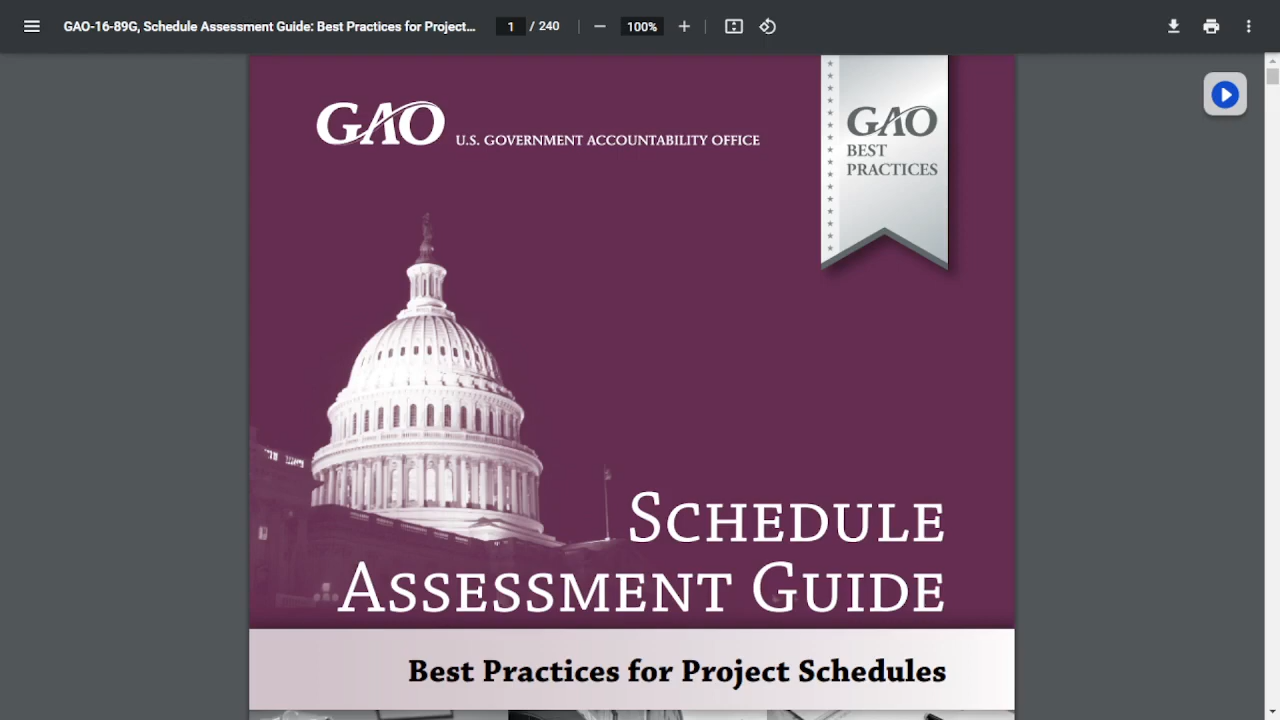 GAO-16-89G, Schedule Assessment Guide: Best Practices for Project...
1 / 240
100%
GAO U.S. GOVERNMENT ACCOUNTABILITY OFFICE
GAO
BEST
PRACTICES
SCHEDULE
ASSESSMENT GUIDE
Best Practices for Project Schedules